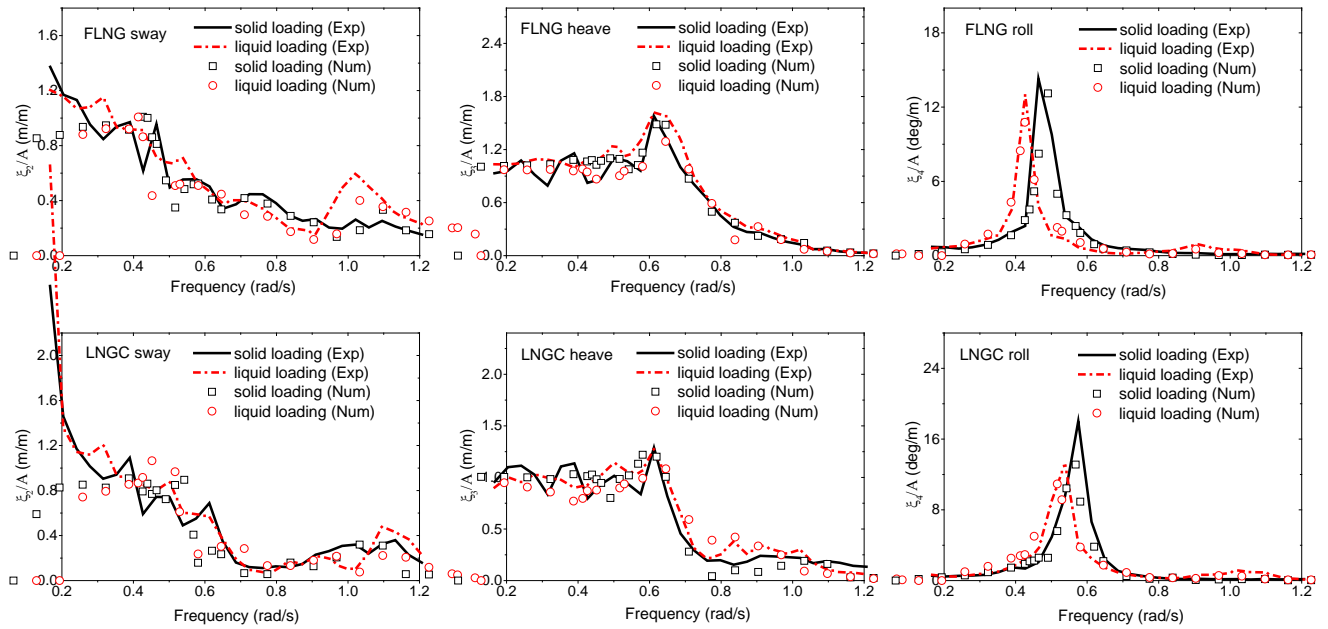 FLNG sway
solid loading (Exp)
liquid loading (Exp)
solid loading (Num)
liquid loading (Num)
ξ2/A (m/m)
1.6
1.2
0.8
0.4
0.0
0.2 0.4 0.6 0.8 1.0 1.2
Frequency (rad/s)
FLNG heave
solid loading (Exp)
liquid loading (Exp)
solid loading (Num)
liquid loading (Num)
ξ3/A (m/m)
2.7
1.8
0.9
0.0
0.2 0.4 0.6 0.8 1.0 1.2
Frequency (rad/s)
FLNG roll
solid loading (Exp)
liquid loading (Exp)
solid loading (Num)
liquid loading (Num)
ξ4/A (deg/m)
18
12
6
0
0.2 0.4 0.6 0.8 1.0 1.2
Frequency (rad/s)
LNGC sway
solid loading (Exp)
liquid loading (Exp)
solid loading (Num)
liquid loading (Num)
/A (m/m)
2.0
1.6
1.2
0.8
0.4
0.0
0.2 0.4 0.6 0.8 1.0 1.2
Frequency (rad/s)
LNGC heave
solid loading (Exp)
liquid loading (Exp)
solid loading (Num)
liquid loading (Num)
ξ3/A (m/m)
2.0
1.5
1.0
0.5
0.0
0.2 0.4 0.6 0.8 1.0 1.2
Frequency (rad/s)
LNGC roll
solid loading (Exp)
liquid loading (Exp)
solid loading (Num)
liquid loading (Num)
ξ4/A (deg/m)
24
16
8
0
0.2 0.4 0.6 0.8 1.0 1.2
Frequency (rad/s)